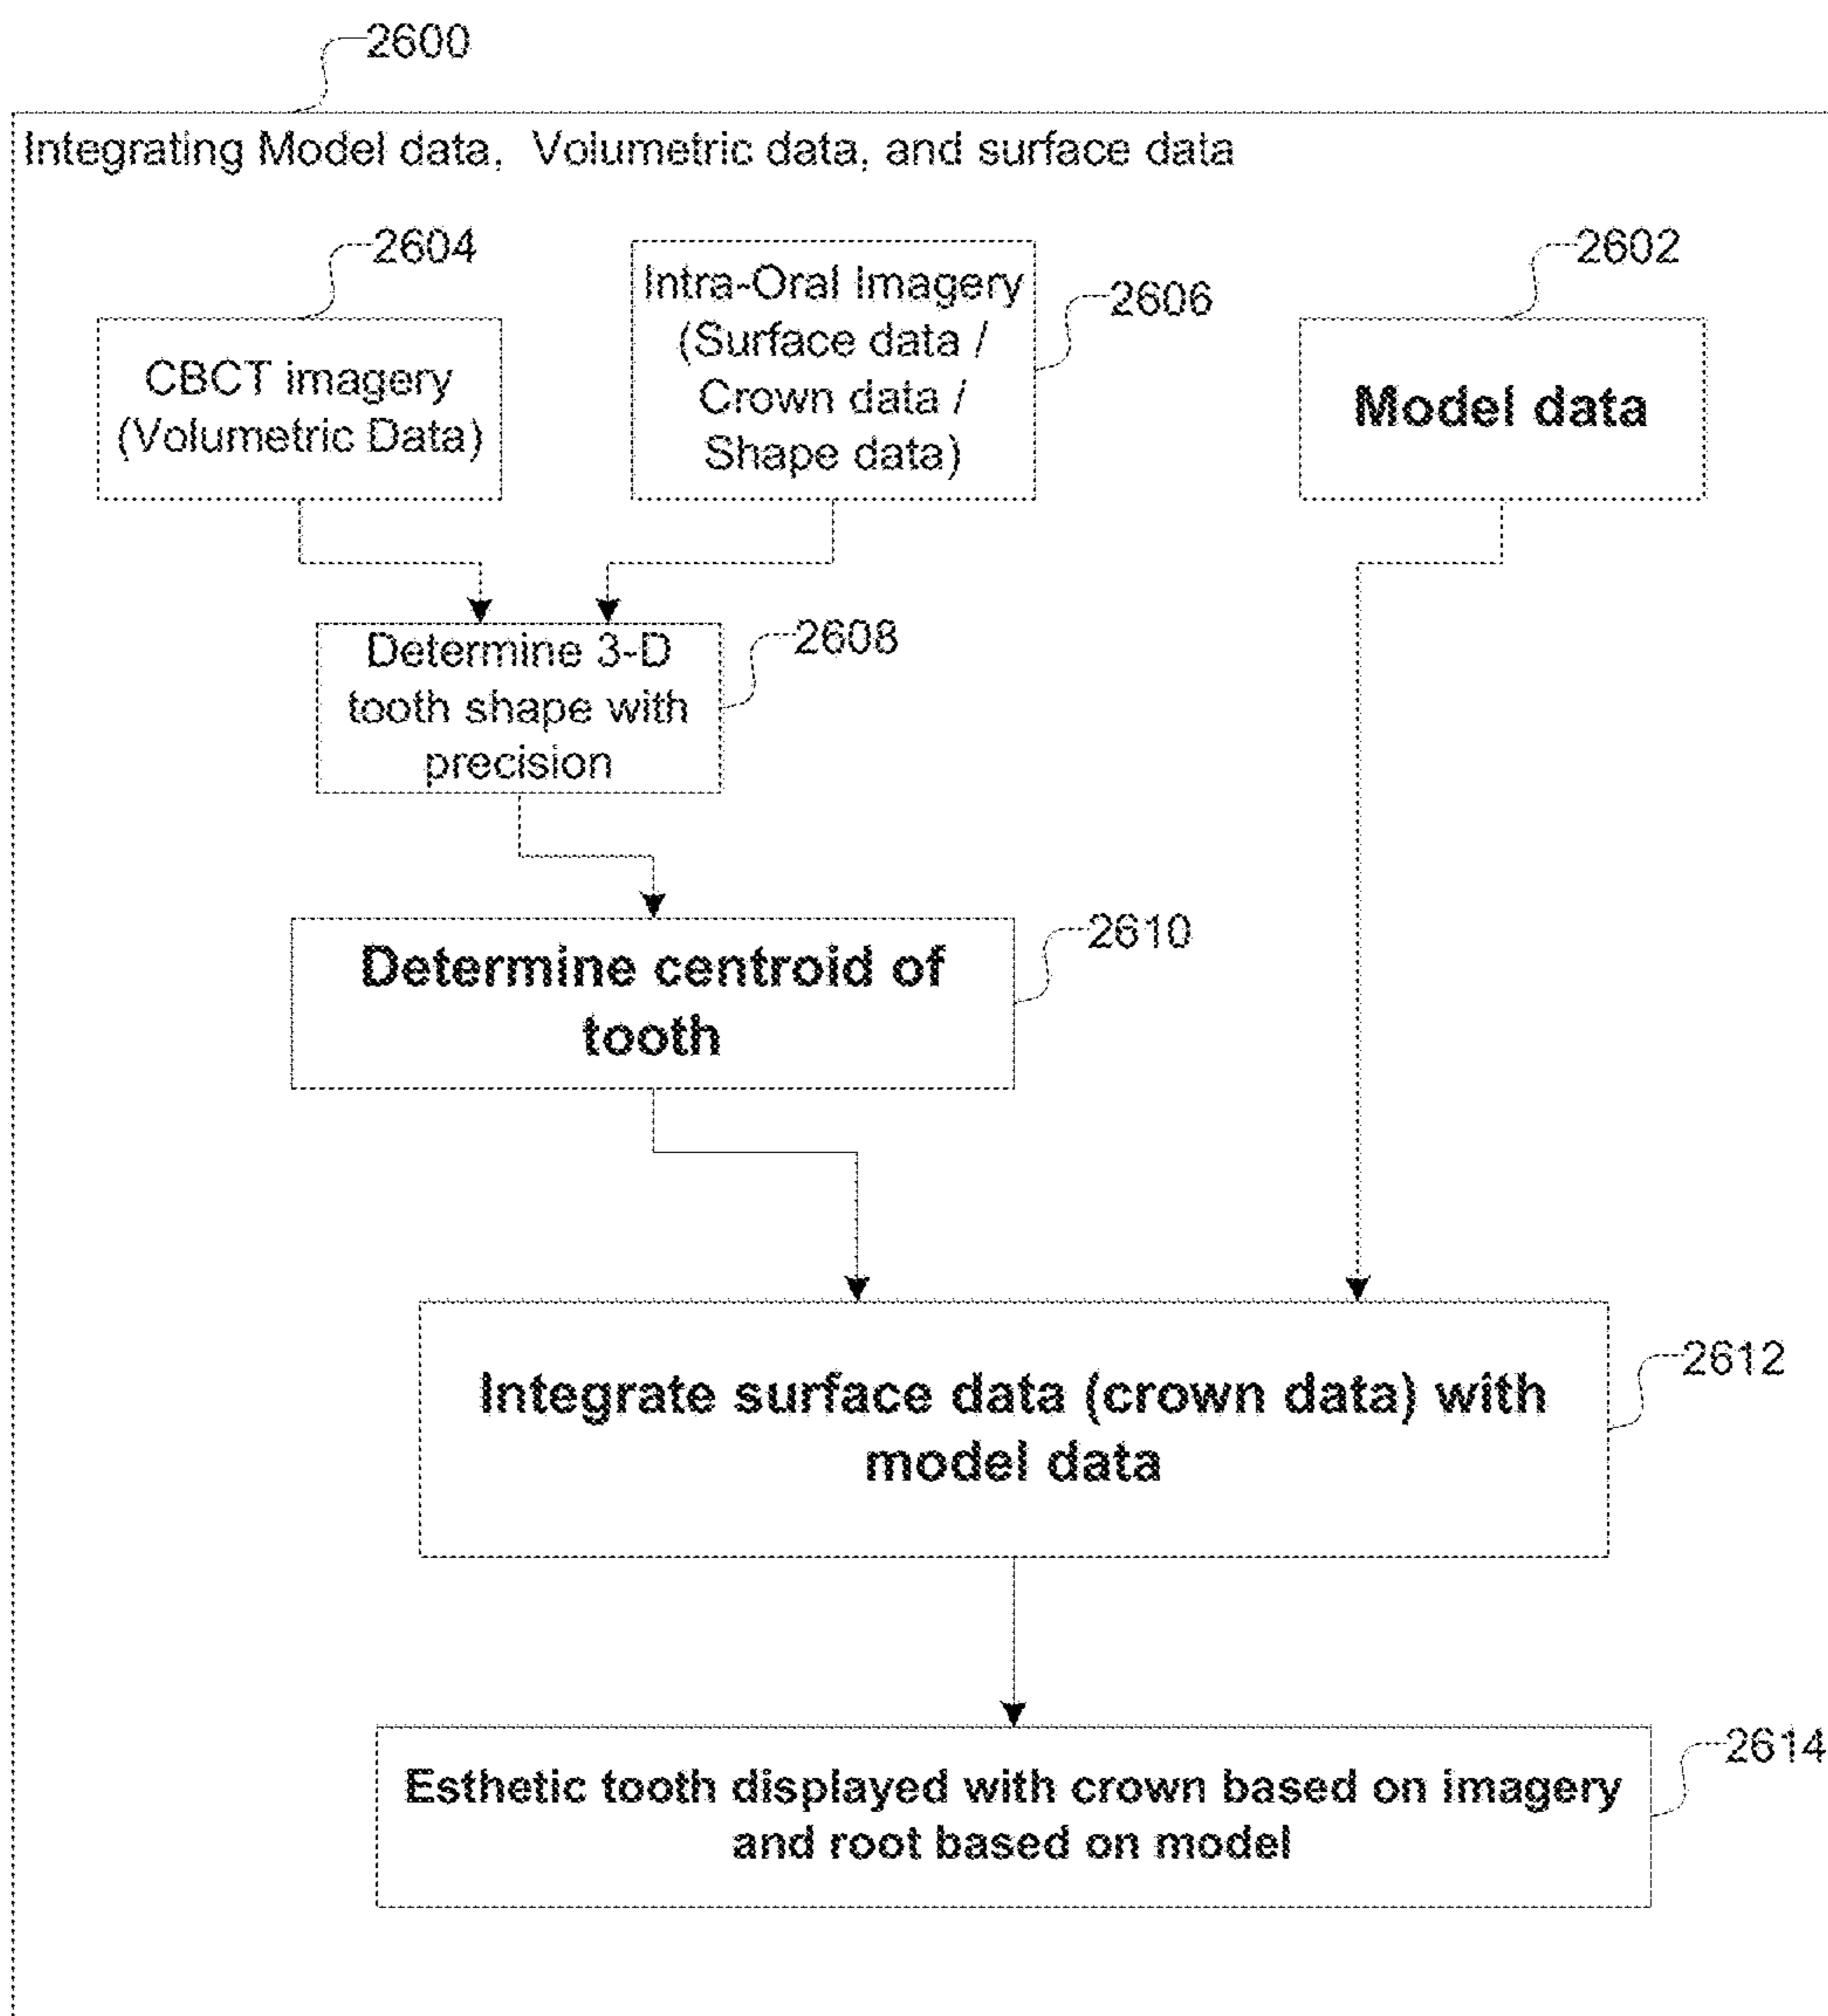 2600
Integrating Model data, Volumetric data, and surface data
2604
CBCT imagery
(Volumetric Data)
Intra-Oral Imagery
(Surface data /
Crown data /
Shape data)
2606
2602
Model data
Determine 3-D
tooth shape with
precision
2608
Determine centroid of
tooth
2610
Integrate surface data (crown data) with
model data
2612
Esthetic tooth displayed with crown based on imagery
and root based on model
2614